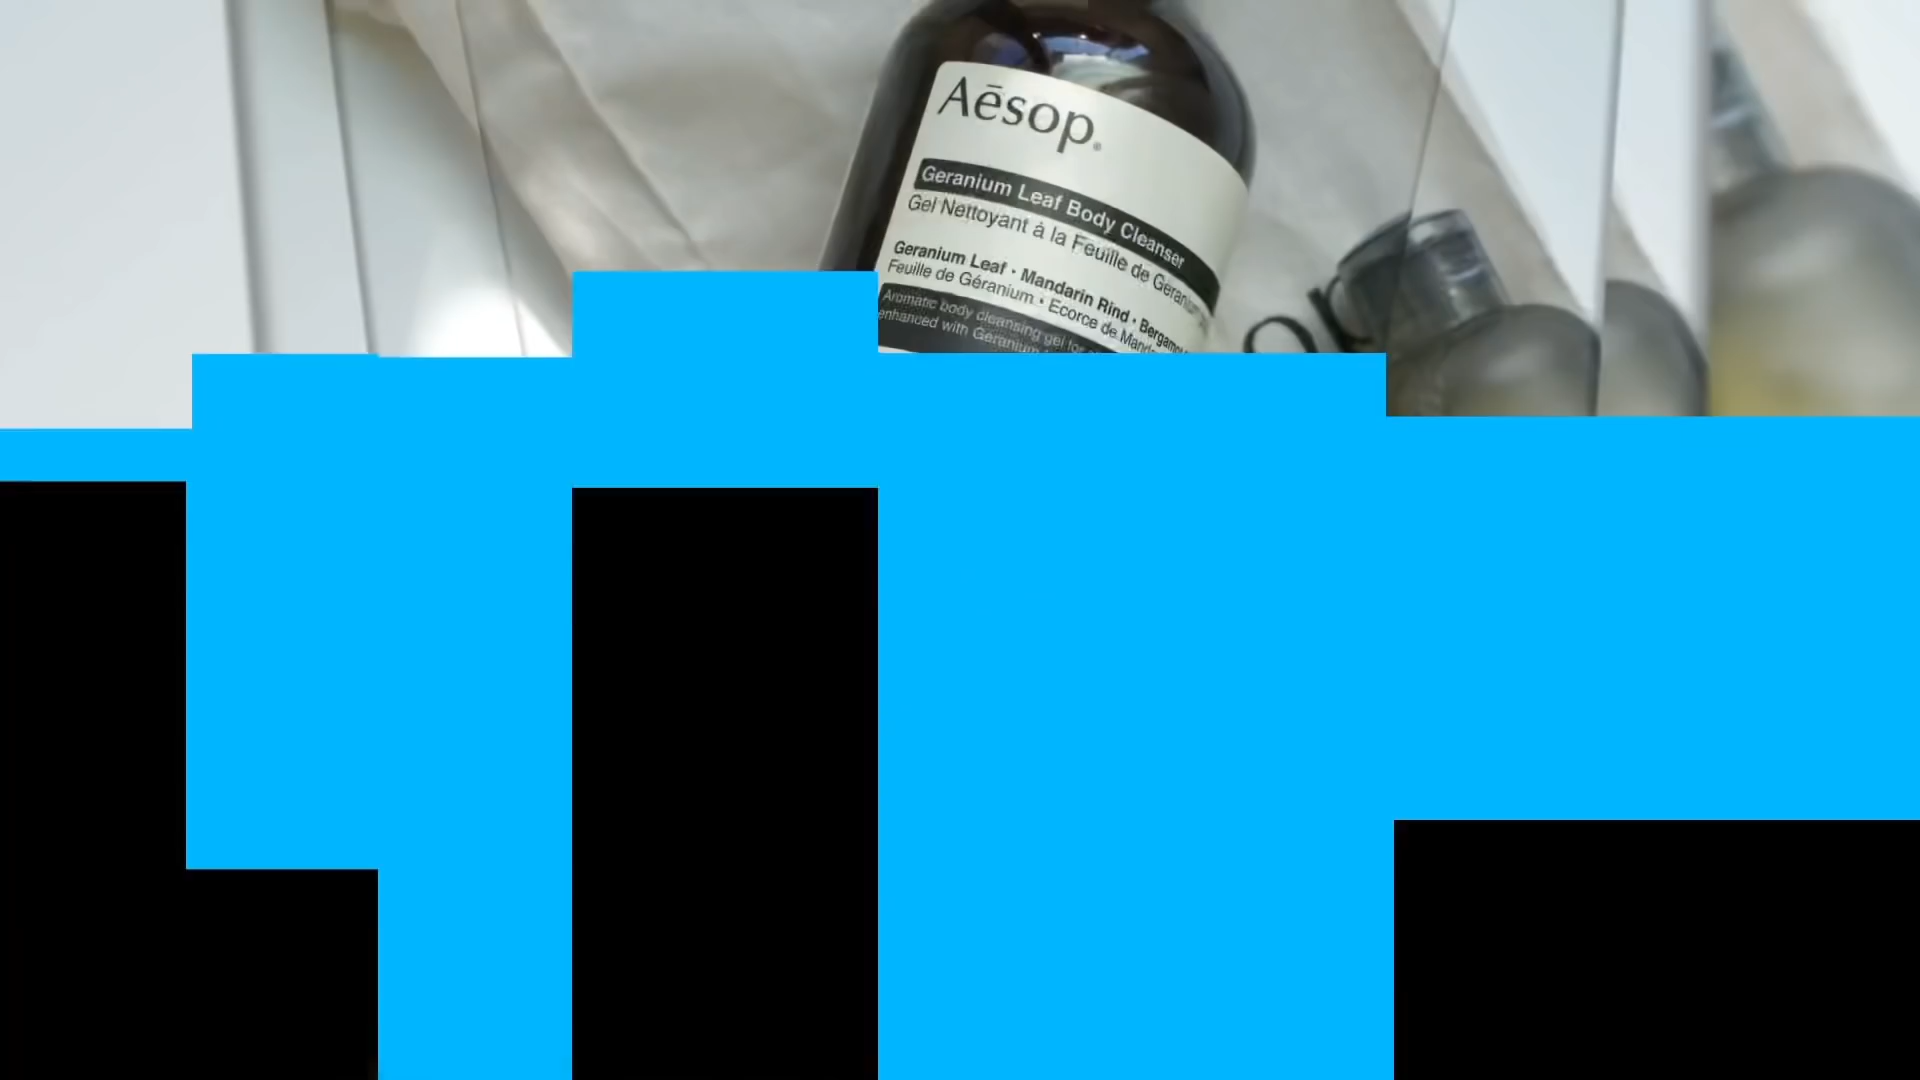 Aēsop.
Geranium Leaf Body Cleanser
Gel Nettoyant à la Feuille de
Geranium Leaf · Mandarin Rind ·
Feuille de Géranium · Ecorce de
Aromatic body cleansing gel for
enhanced with Geranium